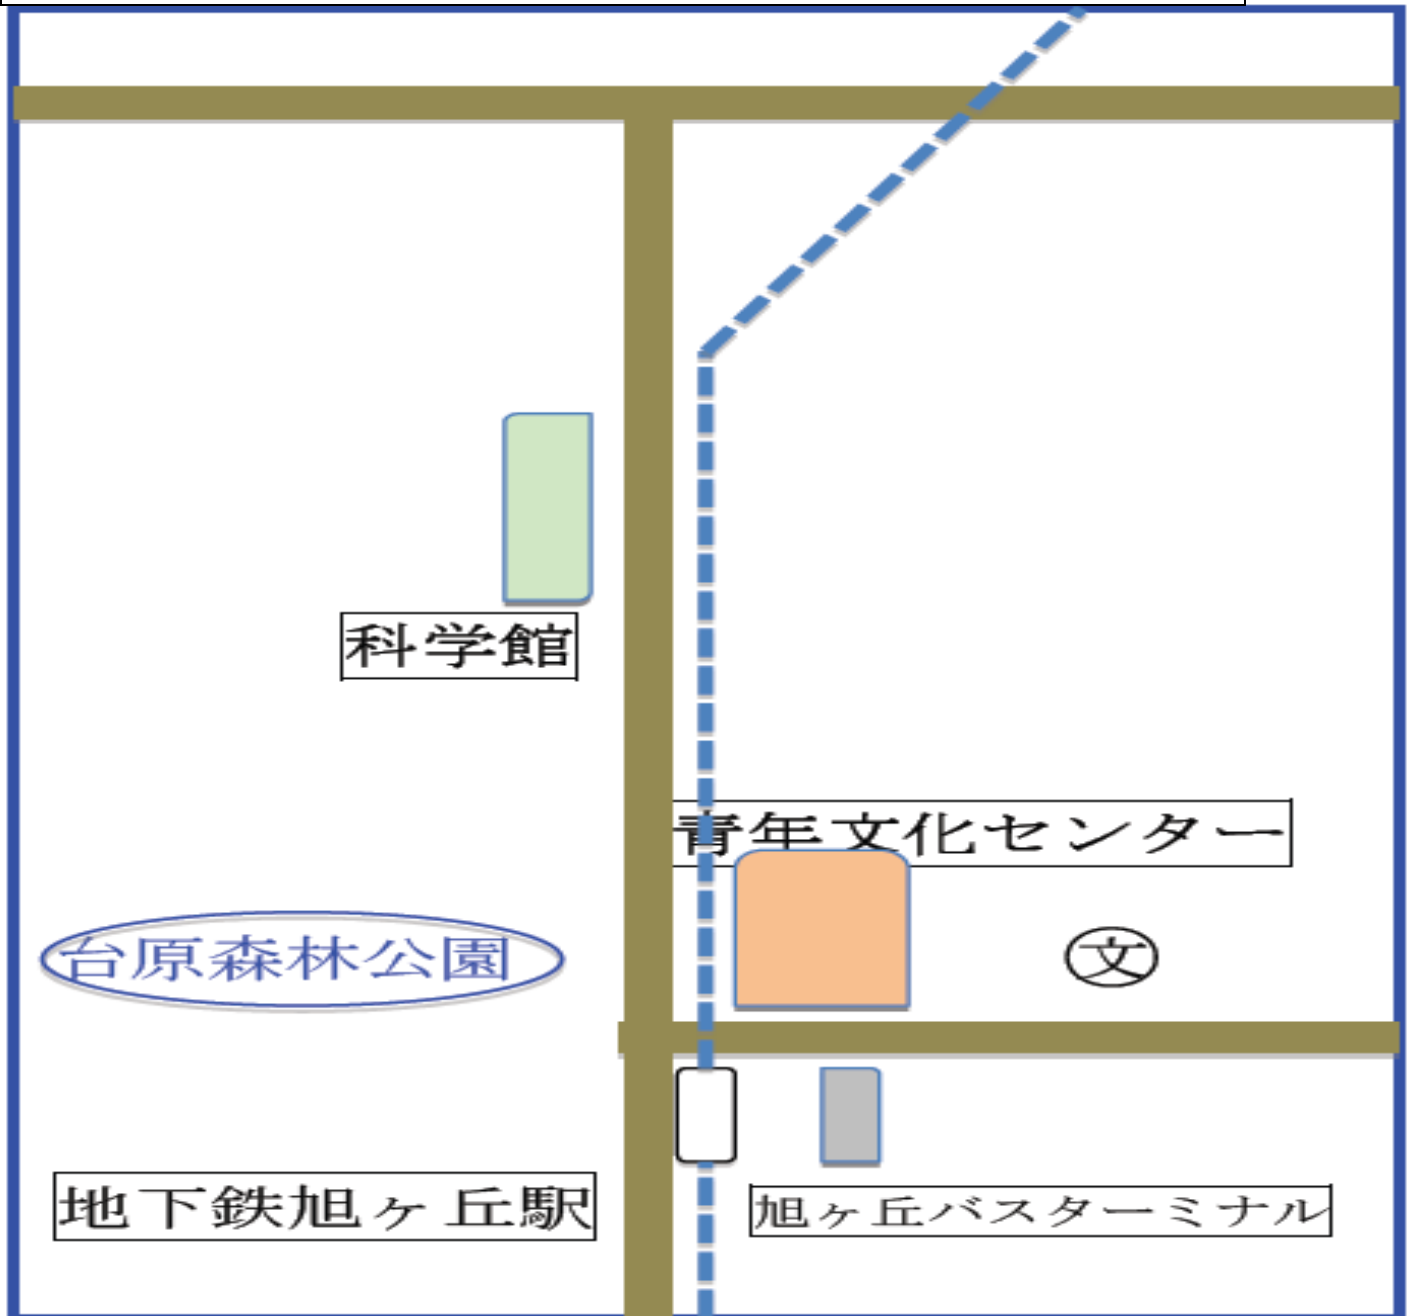 科学館
青年文化センター
台原森林公園
文
地下鉄旭ヶ丘駅
旭ヶ丘バスターミナル